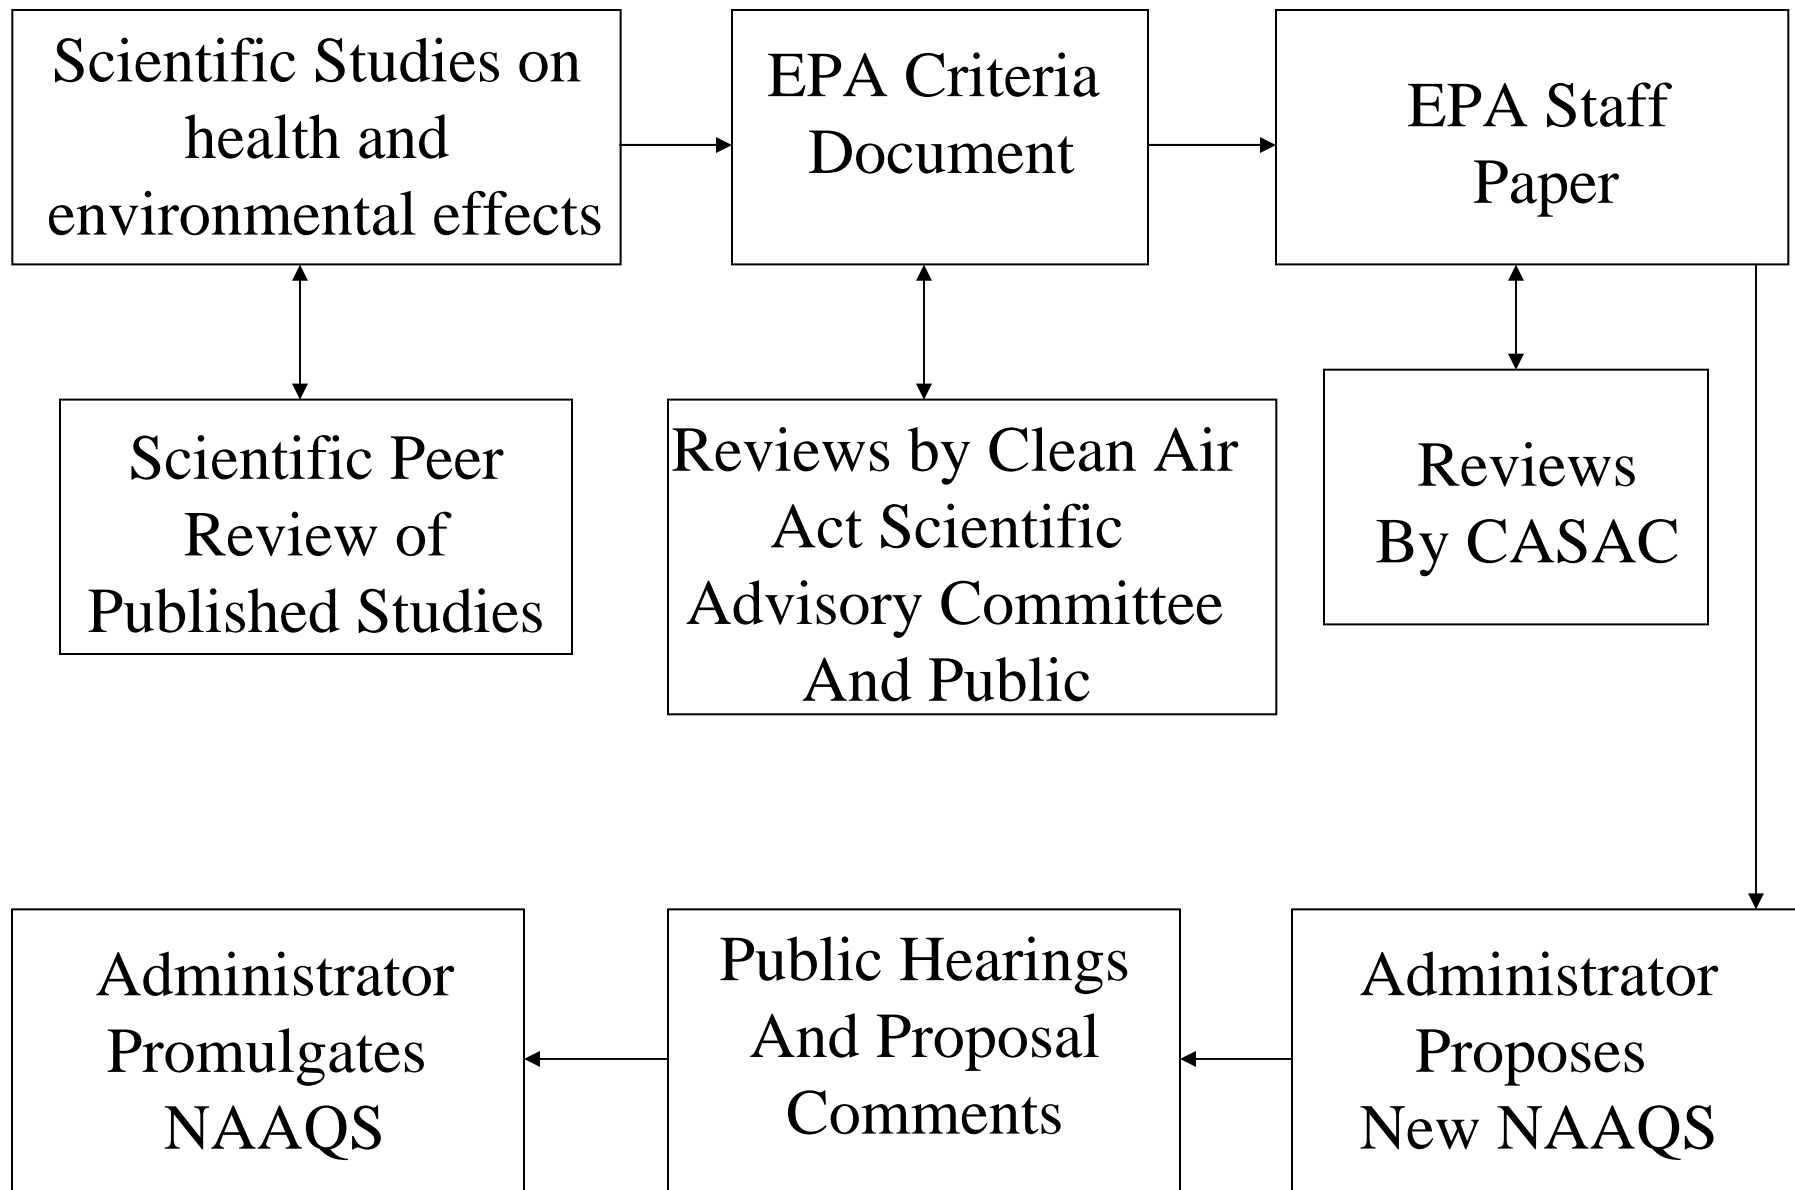 Scientific Studies on
health and
environmental effects
EPA Criteria
Document
EPA Staff
Paper
Scientific Peer
Review of
Published Studies
Reviews by Clean Air
Act Scientific
Advisory Committee
And Public
Reviews
By CASAC
Administrator
Promulgates
NAAQS
Public Hearings
And Proposal
Comments
Administrator
Proposes
New NAAQS